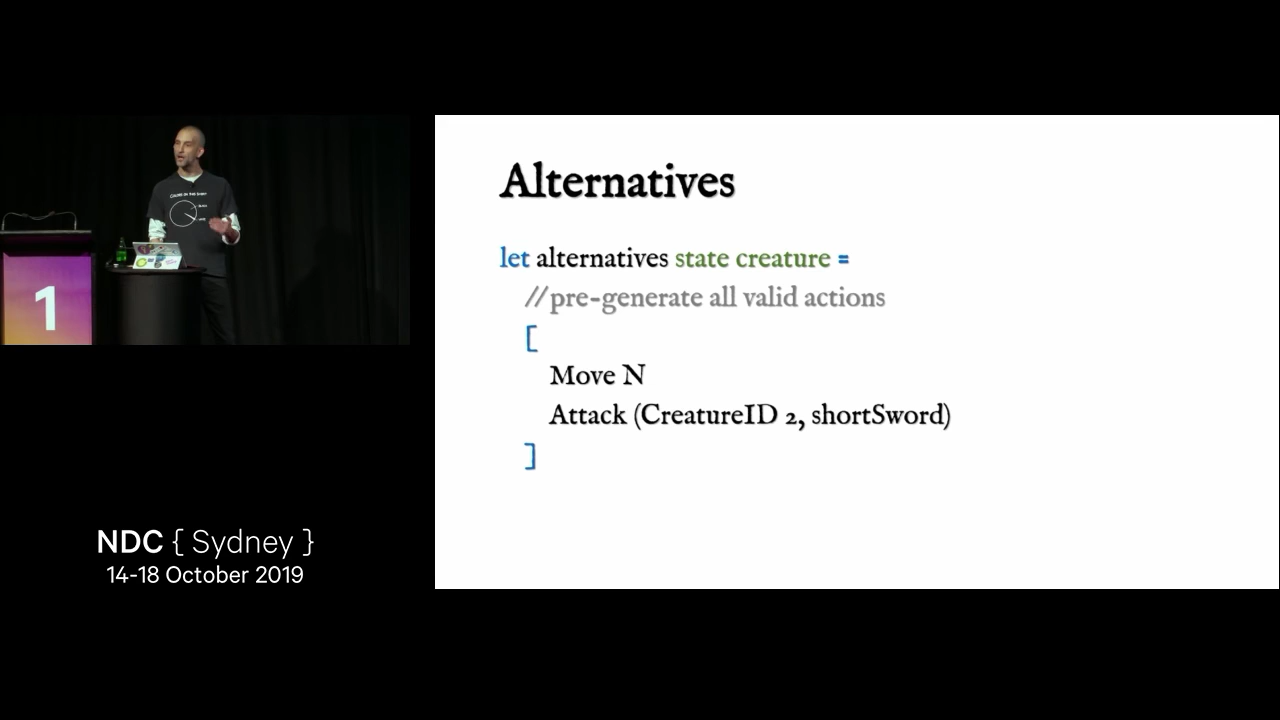 1
NDC { Sydney }
14-18 October 2019
Alternatives
let alternatives state creature =
//pre-generate all valid actions
[
Move N
Attack (CreatureID 2, shortSword)
]